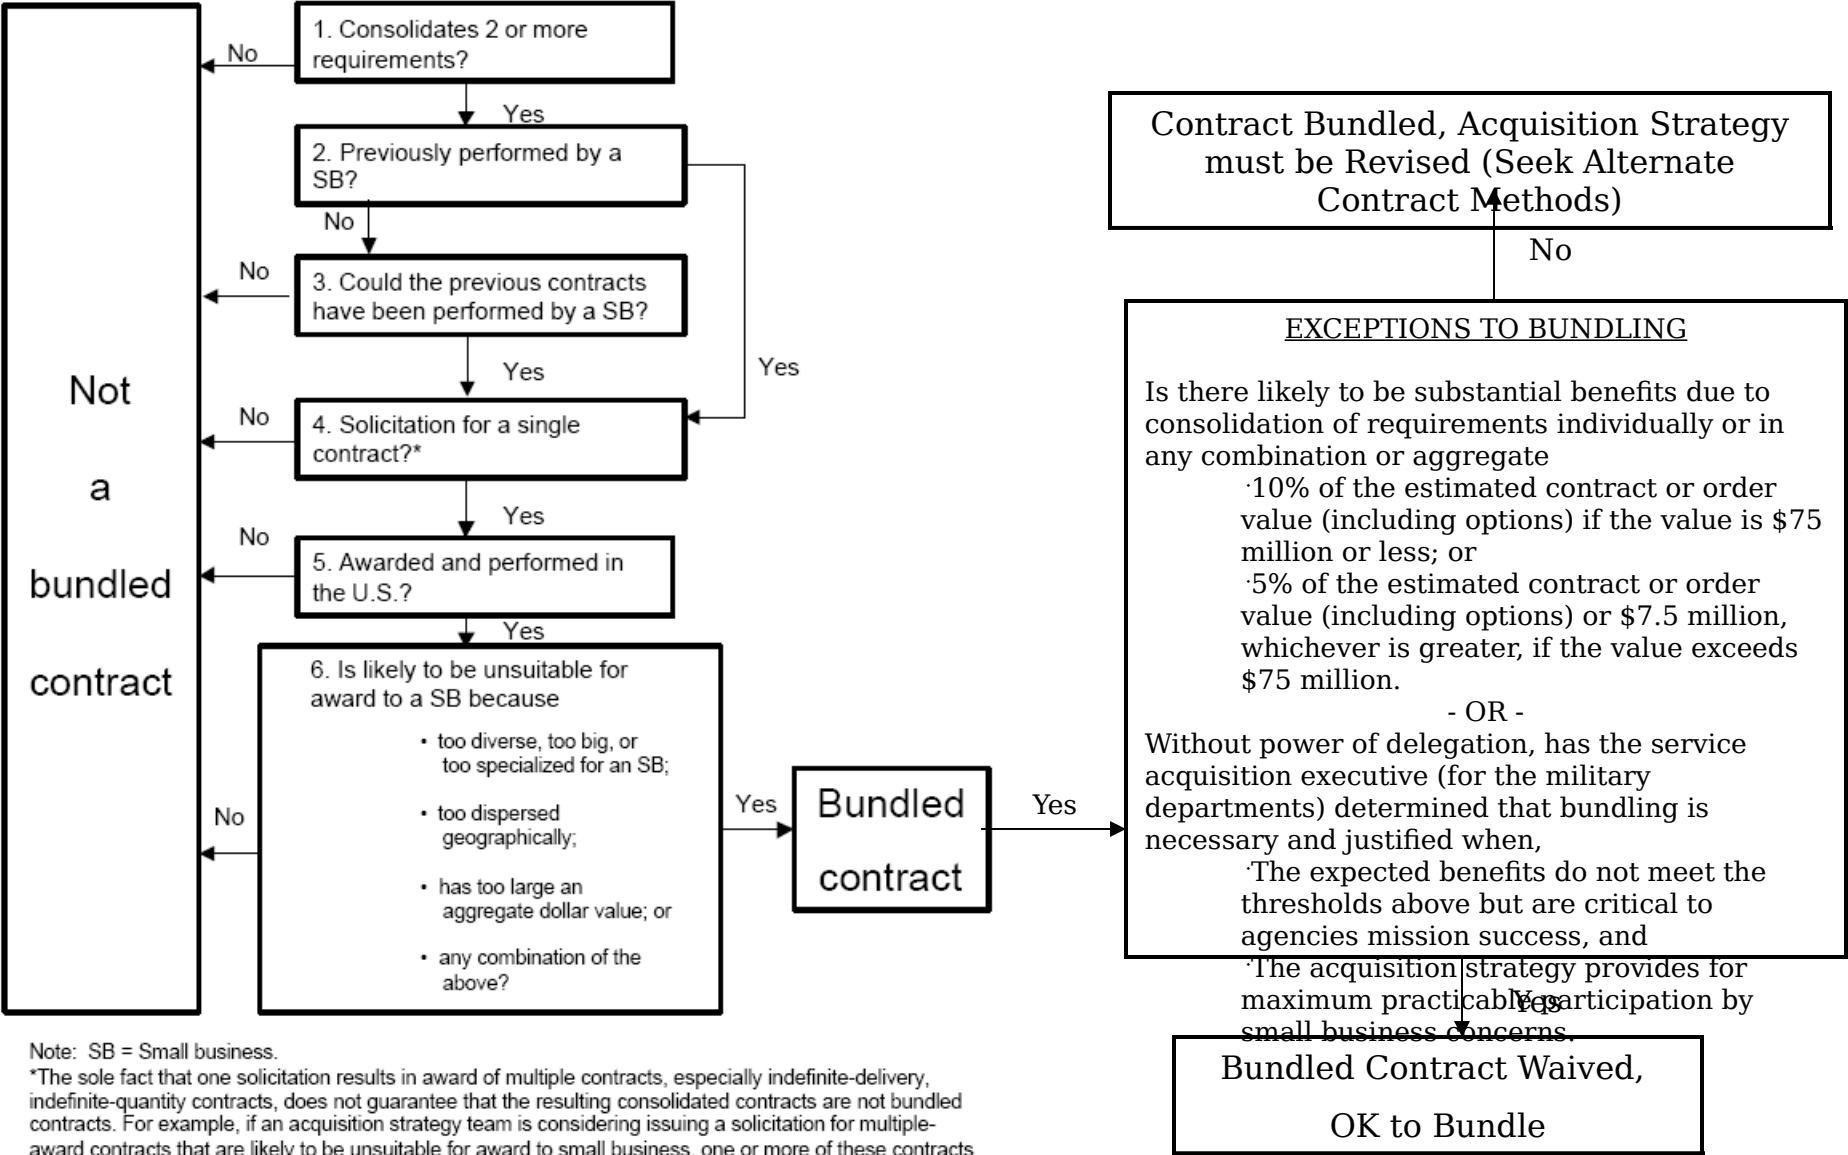 Not
a
bundled
contract
1. Consolidates 2 or more
requirements?
No
Yes
2. Previously performed by a
SB?
No
Yes
3. Could the previous contracts
have been performed by a SB?
No
Yes
4. Solicitation for a single
contract?*
No
Yes
5. Awarded and performed in
the U.S.?
No
Yes
6. Is likely to be unsuitable for
award to a SB because
• too diverse, too big, or
too specialized for an SB;
• too dispersed
geographically;
• has too large an
aggregate dollar value; or
• any combination of the
above?
No
Yes
Bundled
contract
Yes
Contract Bundled, Acquisition Strategy
must be Revised (Seek Alternate
Contract Methods)
No
EXCEPTIONS TO BUNDLING
Is there likely to be substantial benefits due to
consolidation of requirements individually or in
any combination or aggregate
·10% of the estimated contract or order
value (including options) if the value is $75
million or less; or
·5% of the estimated contract or order
value (including options) or $7.5 million,
whichever is greater, if the value exceeds
$75 million.
- OR -
Without power of delegation, has the service
acquisition executive (for the military
departments) determined that bundling is
necessary and justified when,
·The expected benefits do not meet the
thresholds above but are critical to
agencies mission success, and
·The acquisition strategy provides for
maximum practicable participation by
small business concerns.
Yes
Bundled Contract Waived,
OK to Bundle
Note: SB = Small business.
*The sole fact that one solicitation results in award of multiple contracts, especially indefinite-delivery,
indefinite-quantity contracts, does not guarantee that the resulting consolidated contracts are not bundled
contracts. For example, if an acquisition strategy team is considering issuing a solicitation for multiple-
award contracts that are likely to be unsuitable for award to small business, one or more of these contracts